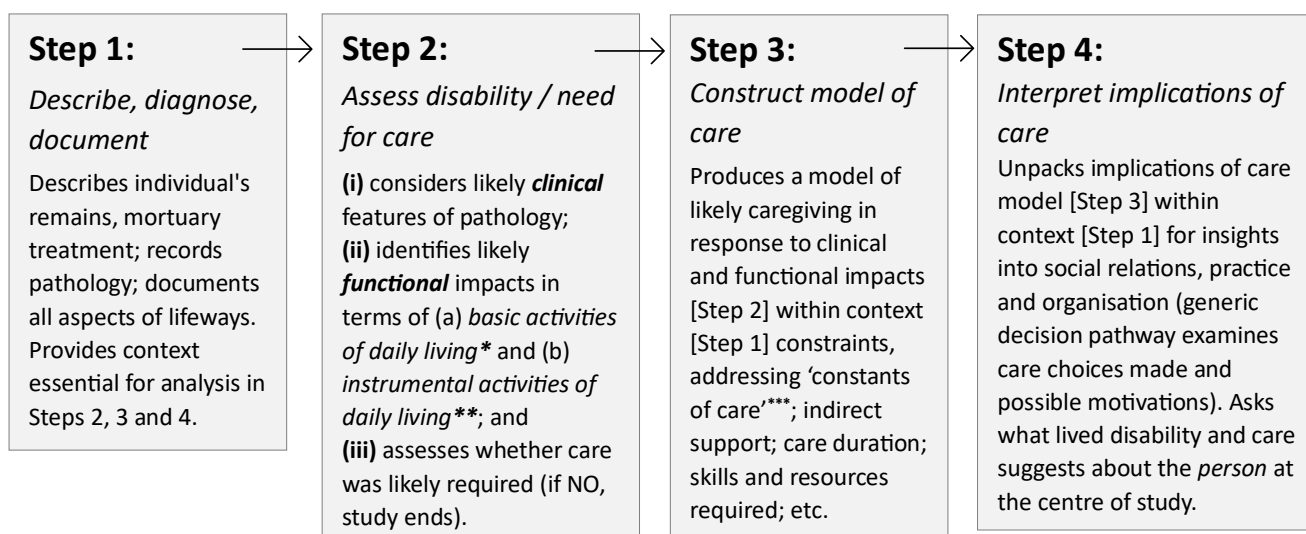 Step 1:
Describe, diagnose,
document
Describes individual's
remains, mortuary
treatment; records
pathology; documents
all aspects of lifeways.
Provides context
essential for analysis in
Steps 2, 3 and 4.
Step 2:
Assess disability / need
for care
(i) considers likely clinical
features of pathology;
(ii) identifies likely
functional impacts in
terms of (a) basic activities
of daily living* and (b)
instrumental activities of
daily living**; and
(iii) assesses whether care
was likely required (if NO,
study ends).
Step 3:
Construct model of
care
Produces a model of
likely caregiving in
response to clinical
and functional impacts
[Step 2] within context
[Step 1] constraints,
addressing ‘constants
of care’***; indirect
support; care duration;
skills and resources
required; etc.
Step 4:
Interpret implications of
care
Unpacks implications of care
model [Step 3] within
context [Step 1] for insights
into social relations, practice
and organisation (generic
decision pathway examines
care choices made and
possible motivations). Asks
what lived disability and care
suggests about the person at
the centre of study.